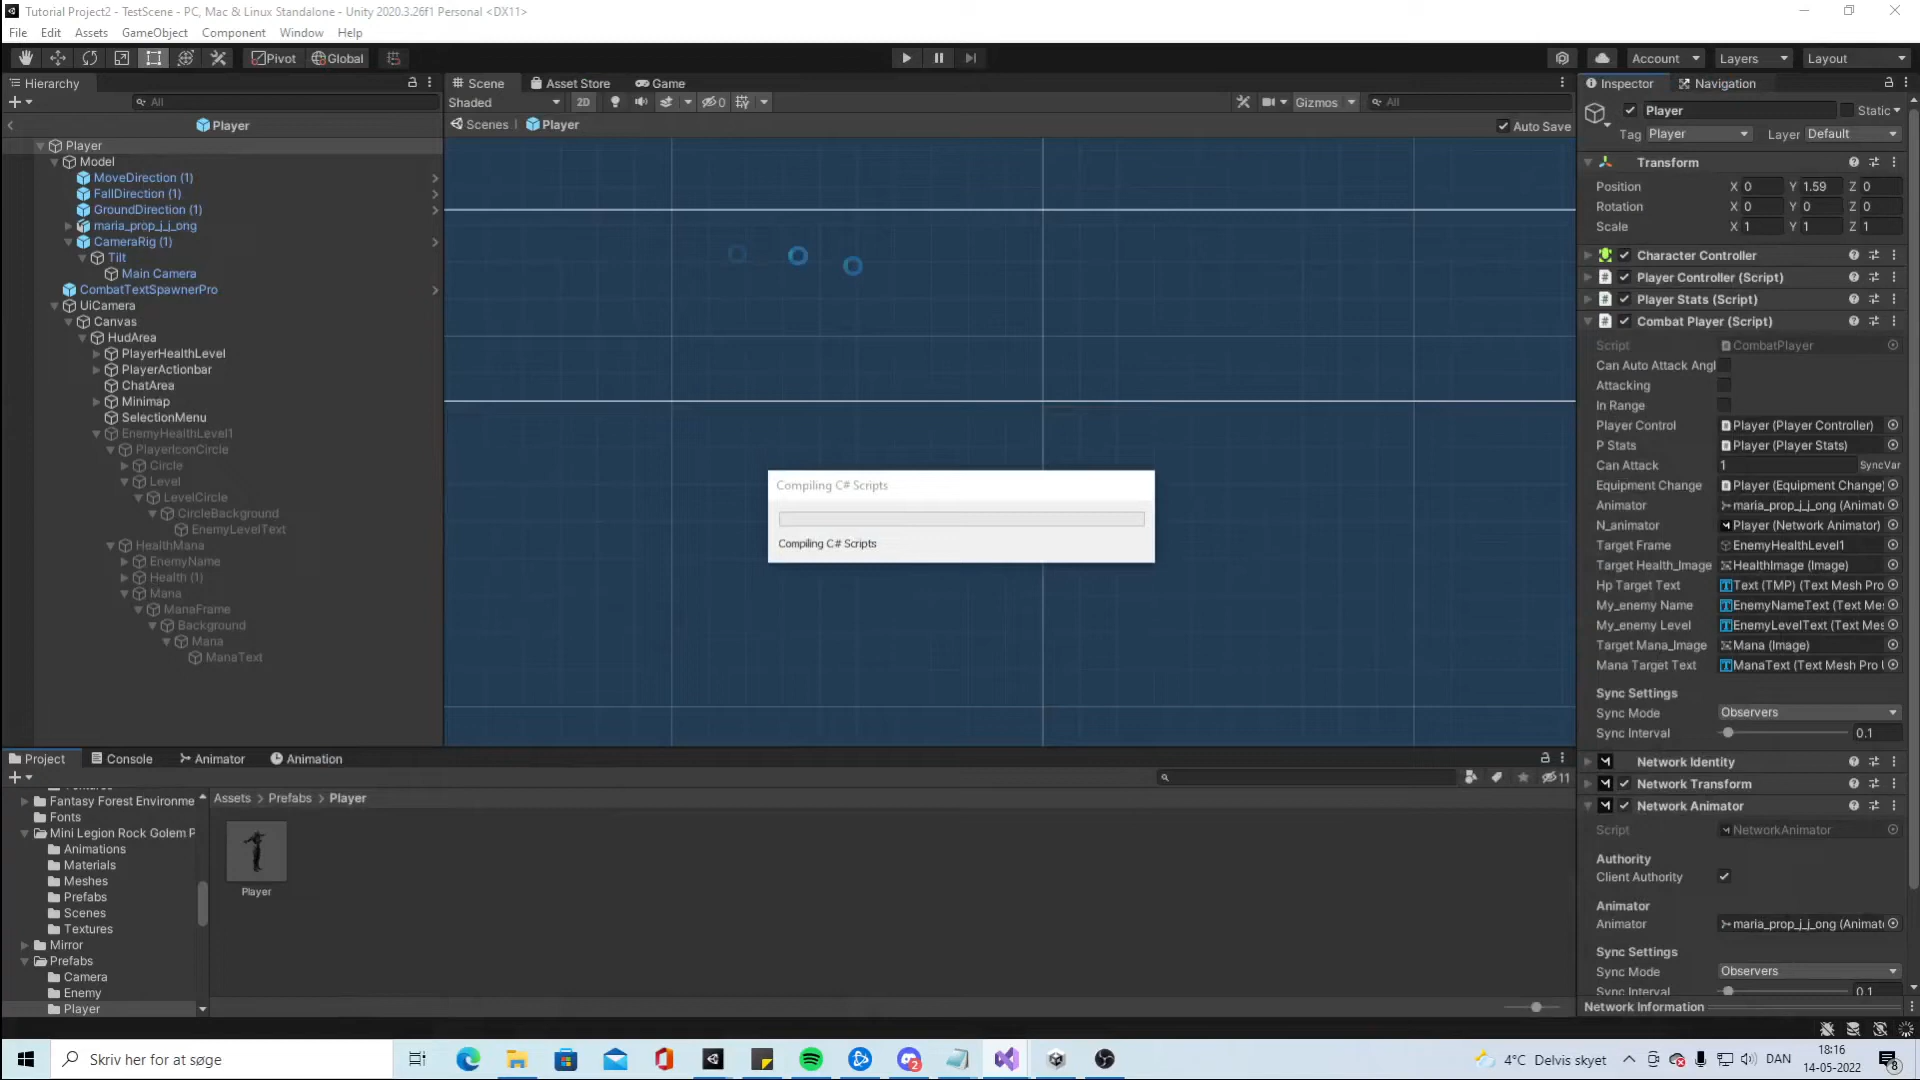 Tutorial Project2 - TestScene - PC, Mac & Linux Standalone - Unity 2020.3.26f1 Personal <DX11>
File Edit Assets GameObject Component Window Help
Pivot Global Account Layers Layout
Hierarchy
All
Player
Player
Model
MoveDirection (1)
FallDirection (1)
GroundDirection (1)
maria_prop_j_j_ong
CameraRig (1)
Tilt
Main Camera
CombatTextSpawnerPro
UiCamera
Canvas
HudArea
PlayerHealthLevel
PlayerActionbar
ChatArea
Minimap
SelectionMenu
EnemyHealthLevel1
PlayerIconCircle
Circle
Level
LevelCircle
CircleBackground
EnemyLevelText
HealthMana
EnemyName
Health (1)
Mana
ManaFrame
Background
Mana
ManaText
Scene Asset Store Game
Shaded 2D 0 Gizmos All
Scenes Player Auto Save
Compiling C# Scripts
Compiling C# Scripts
Inspector Navigation
Player Static
Tag Player Layer Default
Transform
Position X 0 Y 1.59 Z 0
Rotation X 0 Y 0 Z 0
Scale X 1 Y 1 Z 1
Character Controller
Player Controller (Script)
Player Stats (Script)
Combat Player (Script)
Script CombatPlayer
Can Auto Attack Angl
Attacking
In Range
Player Control Player (Player Controller)
P Stats Player (Player Stats)
Can Attack 1 SyncVar
Equipment Change Player (Equipment Change)
Animator maria_prop_j_j_ong (Animat
N_animator Player (Network Animator)
Target Frame EnemyHealthLevel1
Target Health_Image HealthImage (Image)
Hp Target Text Text (TMP) (Text Mesh Pro
My_enemy Name EnemyNameText (Text Mes
My_enemy Level EnemyLevelText (Text Mes
Target Mana_Image Mana (Image)
Mana Target Text ManaText (Text Mesh Pro
Sync Settings
Sync Mode Observers
Sync Interval 0.1
Network Identity
Network Transform
Network Animator
Script NetworkAnimator
Authority
Client Authority
Animator
Animator maria_prop_j_j_ong (Animat
Sync Settings
Sync Mode Observers
Sync Interval 0.1
Network Information
Project Console Animator Animation
11
Fantasy Forest Environme
Fonts
Mini Legion Rock Golem P
Animations
Materials
Meshes
Prefabs
Scenes
Textures
Mirror
Prefabs
Camera
Enemy
Player
Assets > Prefabs > Player
Player
Skriv her for at søge
2
4°C Delvis skyet
DAN
18:16
14-05-2022
8